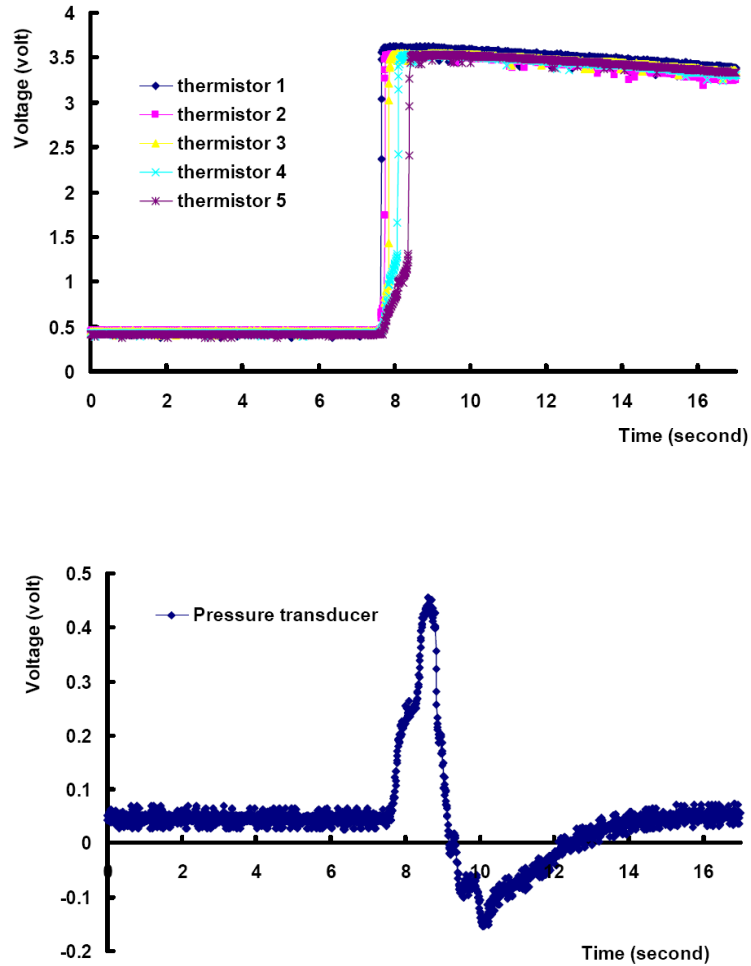 Voltage (volt)
4
3.5
3
2.5
2
1.5
1
0.5
0
thermistor 1
thermistor 2
thermistor 3
thermistor 4
thermistor 5
0 2 4 6 8 10 12 14 16
Time (second)
Voltage (volt)
0.5
0.4
0.3
0.2
0.1
0
-0.1
-0.2
Pressure transducer
0 2 4 6 8 10 12 14 16
Time (second)